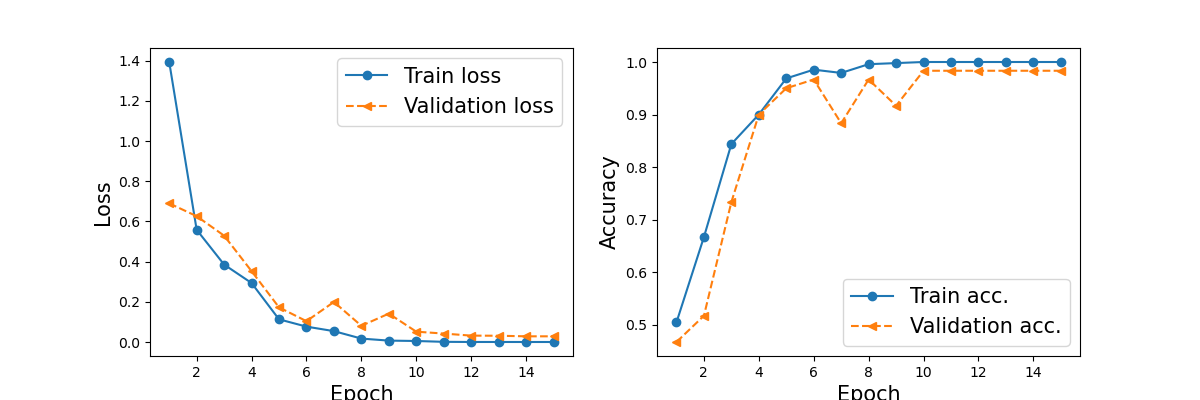 1.4
1.2
1.0
0.8
0.6
0.4
0.2
0.0
Loss
2 4 6 8 10 12 14
Epoch
Train loss
Validation loss
1.0
0.9
0.8
0.7
0.6
0.5
Accuracy
2 4 6 8 10 12 14
Epoch
Train acc.
Validation acc.